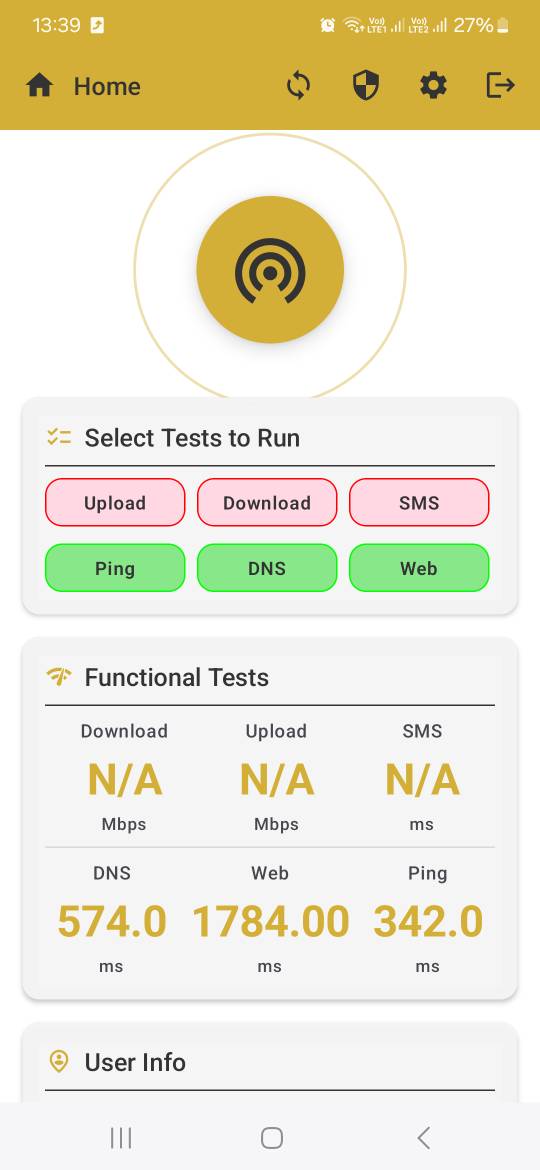 13:39 Vo)) LTE1 Vo)) LTE2 27%
Home
Select Tests to Run
Upload Download SMS
Ping DNS Web
Functional Tests
Download Upload SMS
N/A N/A N/A
Mbps Mbps ms
DNS Web Ping
574.0 1784.00 342.0
ms ms ms
User Info